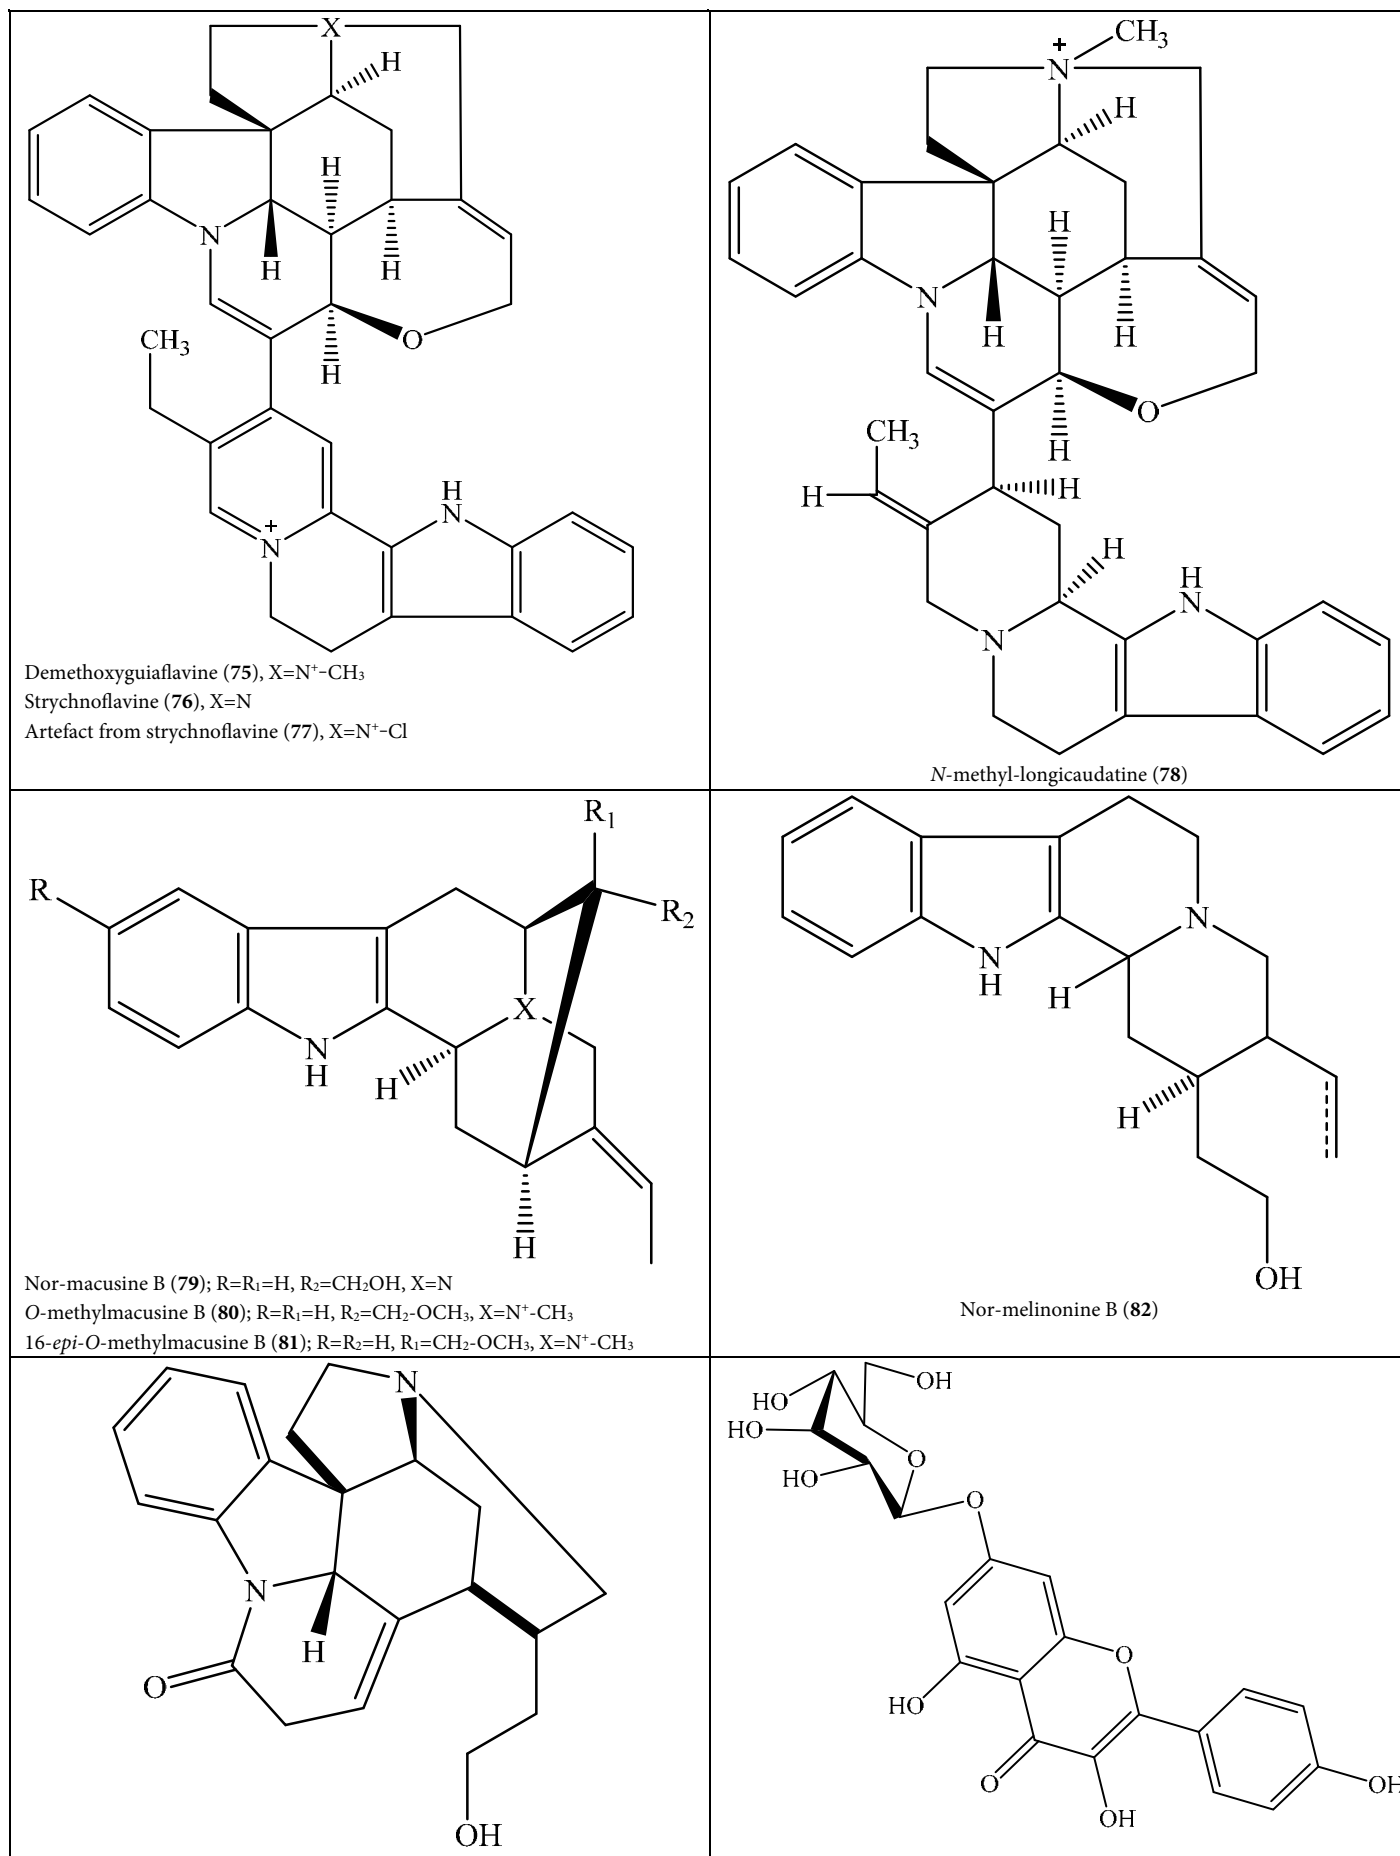 X
H
H
N
H
H
CH₃
O
H
H
N
+
N
Demethoxyguiaflavine (75), X=N⁺–CH₃
Strychnoflavine (76), X=N
Artefact from strychnoflavine (77), X=N⁺–Cl
+
CH₃
N
H
H
N
H
H
O
CH₃
H
H
H
H
H
N
N
N-methyl-longicaudatine (78)
R₁
R
R₂
X
N
H
H
H
Nor-macusine B (79); R=R₁=H, R₂=CH₂OH, X=N
O-methylmacusine B (80); R=R₁=H, R₂=CH₂-OCH₃, X=N⁺-CH₃
16-epi-O-methylmacusine B (81); R=R₂=H, R₁=CH₂-OCH₃, X=N⁺-CH₃
N
N
H
H
H
OH
Nor-melinonine B (82)
N
N
H
O
OH
OH
HO
HO
O
HO
O
O
HO
O
OH
OH